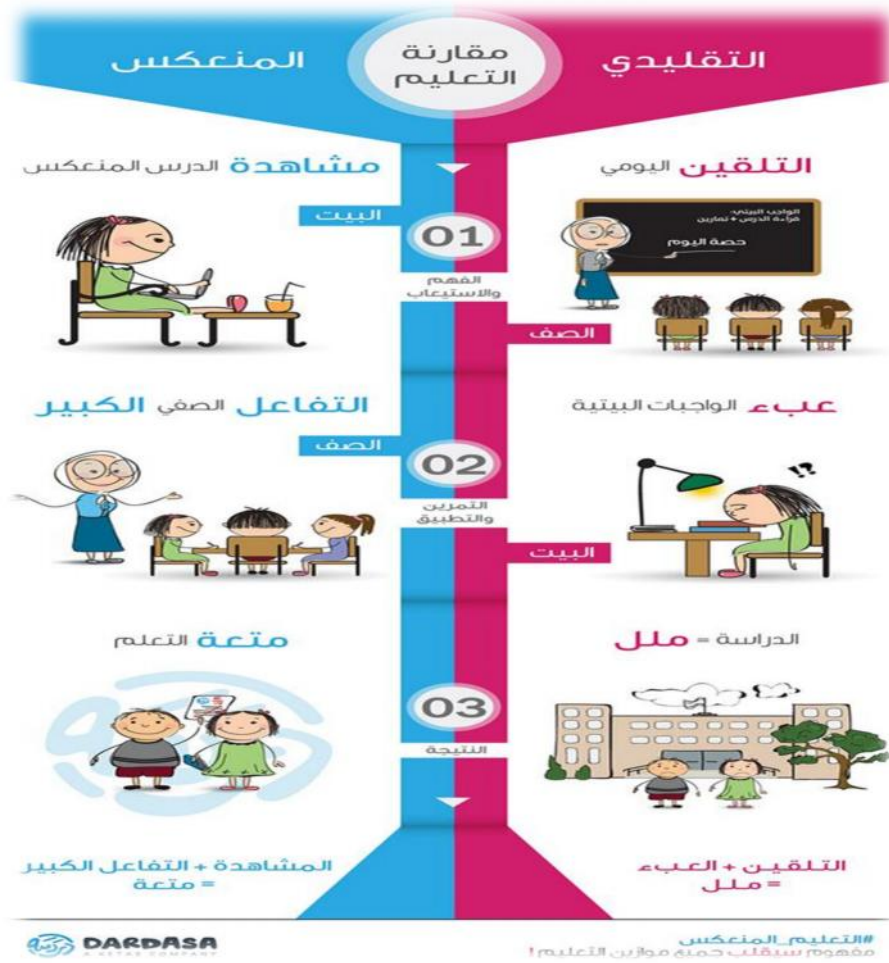 مقارنة
التعليم
التقليدي
المنعكس
التلقين اليومي
مشاهدة الدرس المنعكس
الواجب البيتي:
قراءة الدرس + تمارين
حصة اليوم
البيت
01
الفهم
والاستيعاب
الصف
عبء الواجبات البيتية
التفاعل الصفي الكبير
الصف
02
التمرين
والتطبيق
البيت
!?
الدراسة = ملل
متعة التعلم
03
النتيجة
التلقين + العبء
= ملل
المشاهدة + التفاعل الكبير
= متعة
#التعليم_المنعكس
مفهوم سيقلب جميع موازين التعليم!
DARDASA